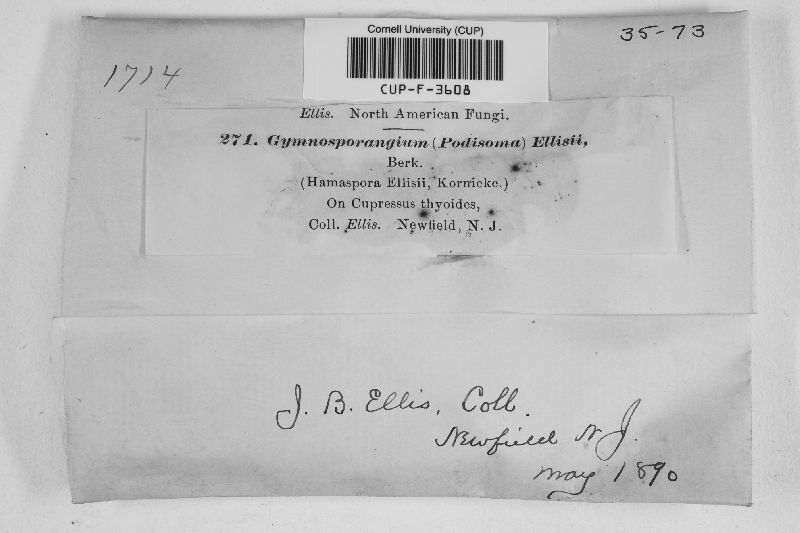 Cornell University (CUP)
CUP-F-3608
35-73
1714
Ellis. North American Fungi.
271. Gymnosporangium (Podisoma) Ellisii,
Berk.
(Hamaspora Ellisii, Kornicke.)
On Cupressus thyoides,
Coll. Ellis. Newfield, N. J.
J. B. Ellis, Coll.
Newfield N J.
May 1890